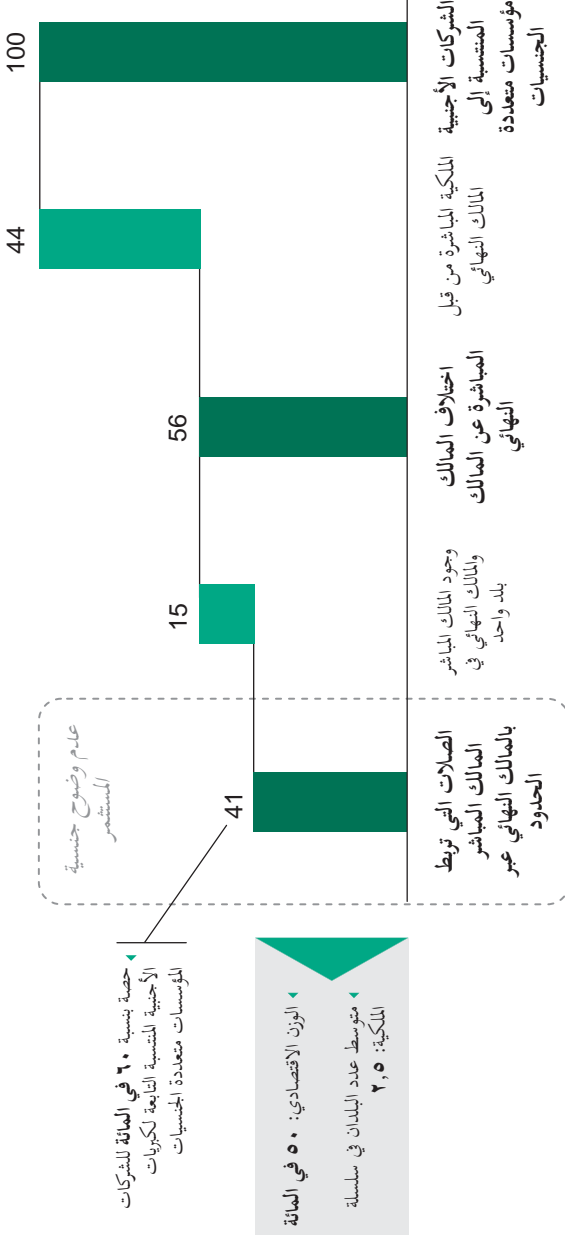 100
44
56
15
41
الشركات الأجنبية
المنتسبة إلى
مؤسسات متعددة
الجنسيات
الملكية المباشرة من قبل
المالك النهائي
اختلاف المالك
المباشرة عن المالك
النهائي
وجود المالك المباشر
والمالك النهائي في
بلد واحد
الصلات التي تربط
المالك المباشر
بالمالك النهائي عبر
الحدود
عدم وضوح جنسية
المستثمر
حصة بنسبة ٦٠ في المائة للشركات
الأجنبية المنتسبة التابعة لكبريات
المؤسسات متعددة الجنسيات
الوزن الاقتصادي: ٥٠ في المائة
متوسط عدد البلدان في سلسلة
الملكية: ٢,٥